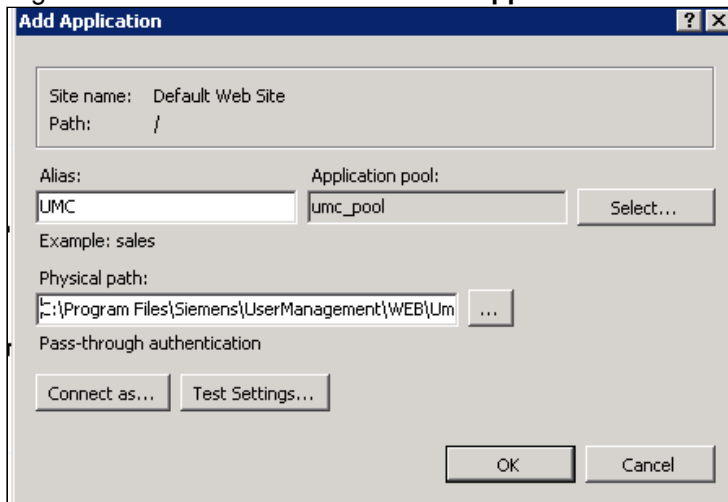 Add Application
Site name: Default Web Site
Path: /
Alias: Application pool:
UMC umc_pool Select...
Example: sales
Physical path:
C:\Program Files\Siemens\UserManagement\WEB\Um ...
Pass-through authentication
Connect as... Test Settings...
OK Cancel